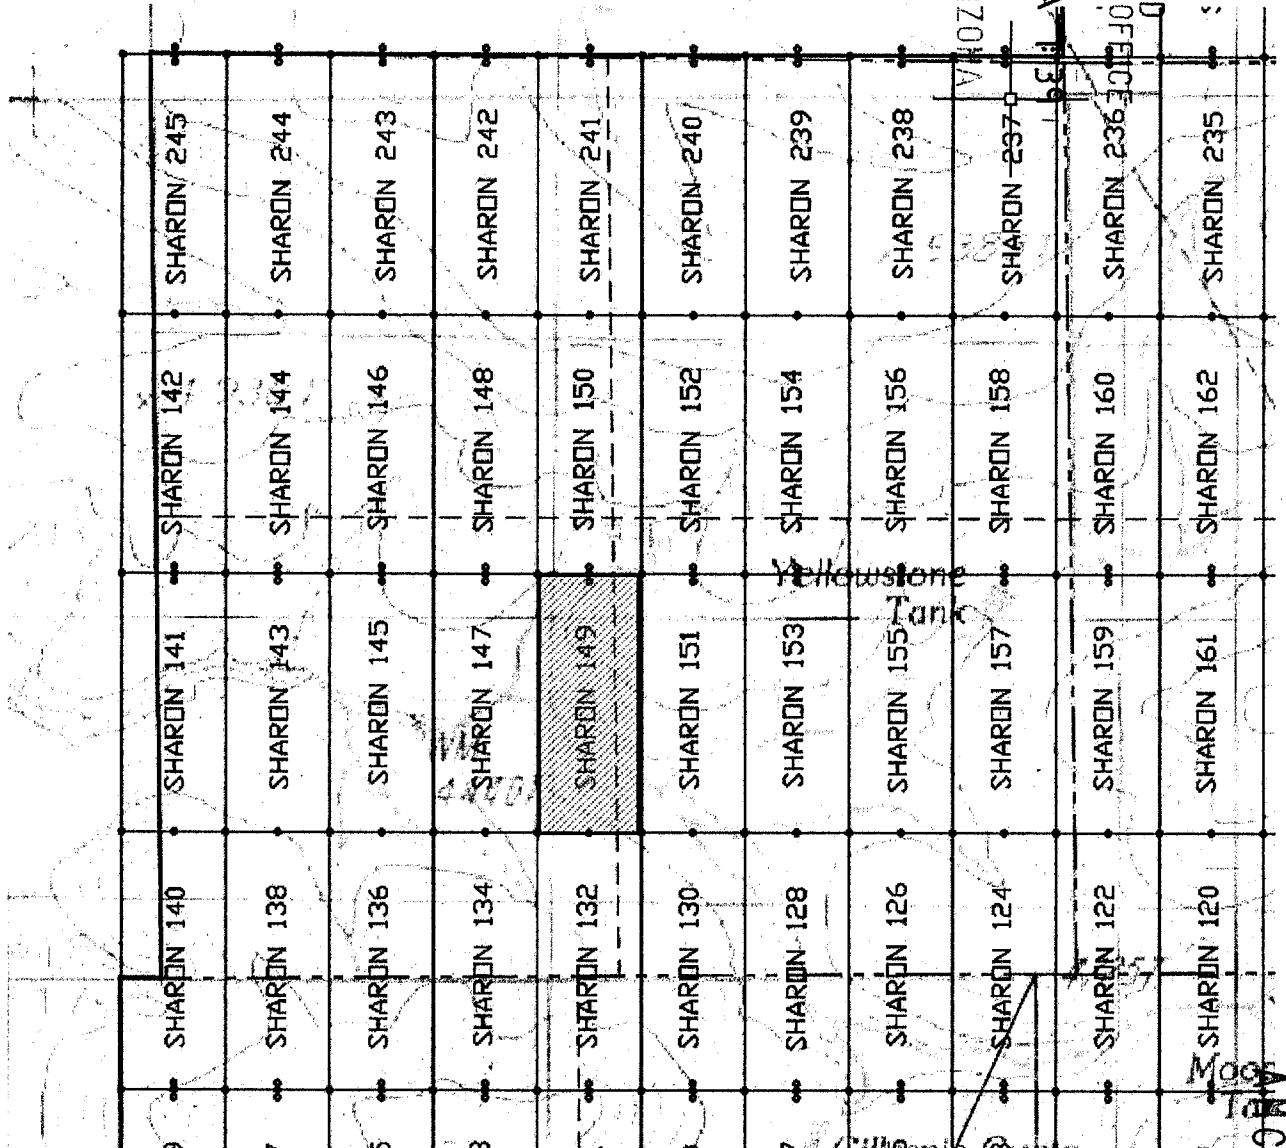 OFFICE
ZONA
SHARON 245
SHARON 244
SHARON 243
SHARON 242
SHARON 241
SHARON 240
SHARON 239
SHARON 238
SHARON 237
SHARON 236
SHARON 235
SHARON 142
SHARON 144
SHARON 146
SHARON 148
SHARON 150
SHARON 152
SHARON 154
SHARON 156
SHARON 158
SHARON 160
SHARON 162
Yellowstone
Tank
SHARON 141
SHARON 143
SHARON 145
SHARON 147
SHARON 149
SHARON 151
SHARON 153
SHARON 155
SHARON 157
SHARON 159
SHARON 161
SHARON 140
SHARON 138
SHARON 136
SHARON 134
SHARON 132
SHARON 130
SHARON 128
SHARON 126
SHARON 124
SHARON 122
SHARON 120